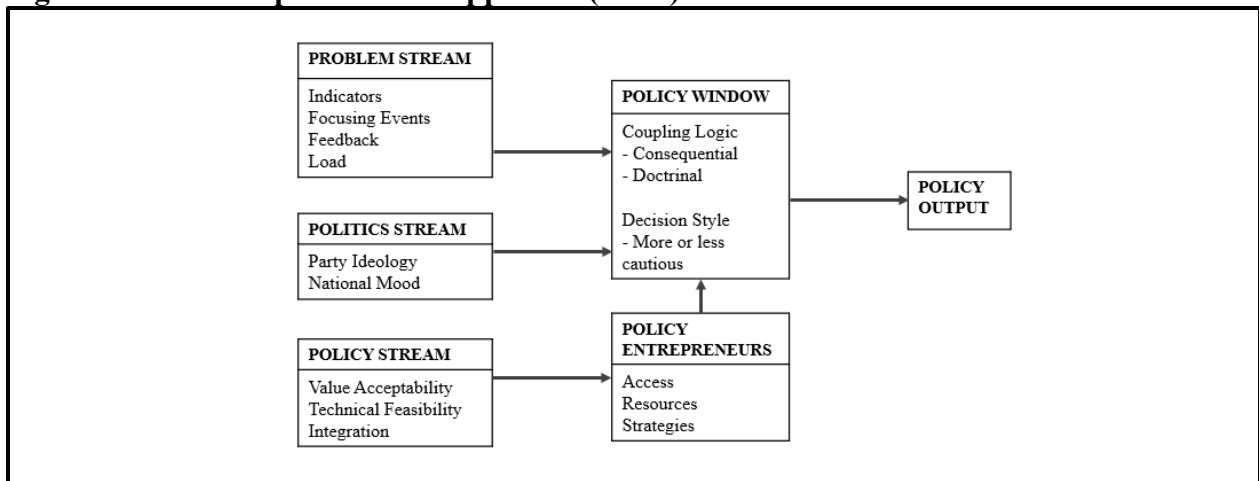 PROBLEM STREAM
Indicators
Focusing Events
Feedback
Load
POLITICS STREAM
Party Ideology
National Mood
POLICY STREAM
Value Acceptability
Technical Feasibility
Integration
POLICY WINDOW
Coupling Logic
- Consequential
- Doctrinal
Decision Style
- More or less
cautious
POLICY
ENTREPRENEURS
Access
Resources
Strategies
POLICY
OUTPUT